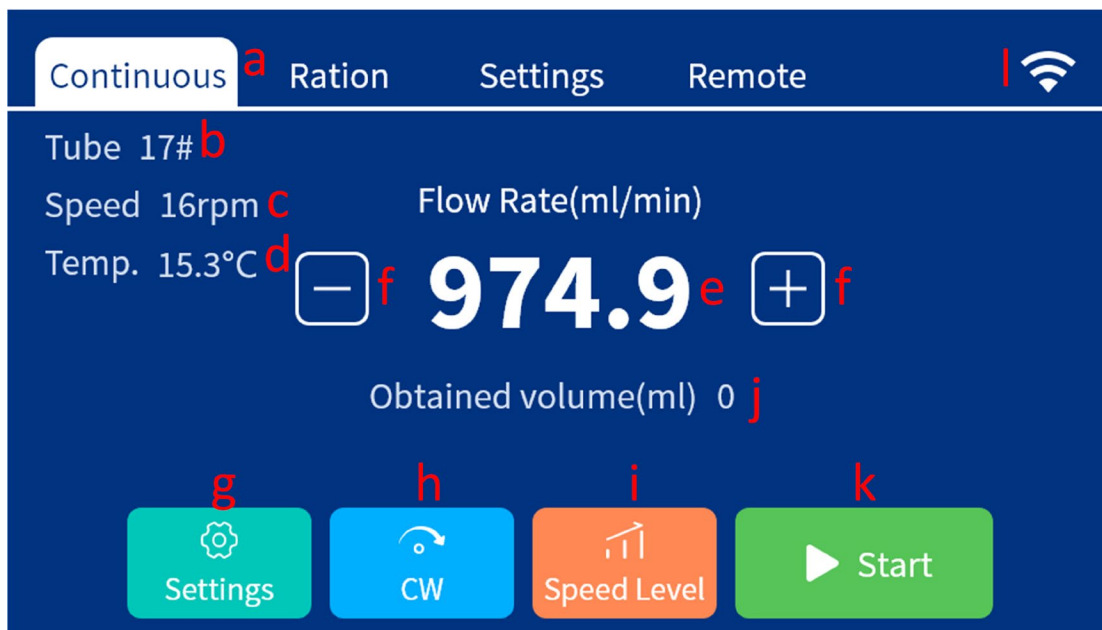 Continuous a Ration Settings Remote l
Tube 17# b
Speed 16rpm c
Flow Rate(ml/min)
Temp. 15.3°C d
− f 974.9 e + f
Obtained volume(ml) 0 j
g h i k
Settings CW Speed Level Start